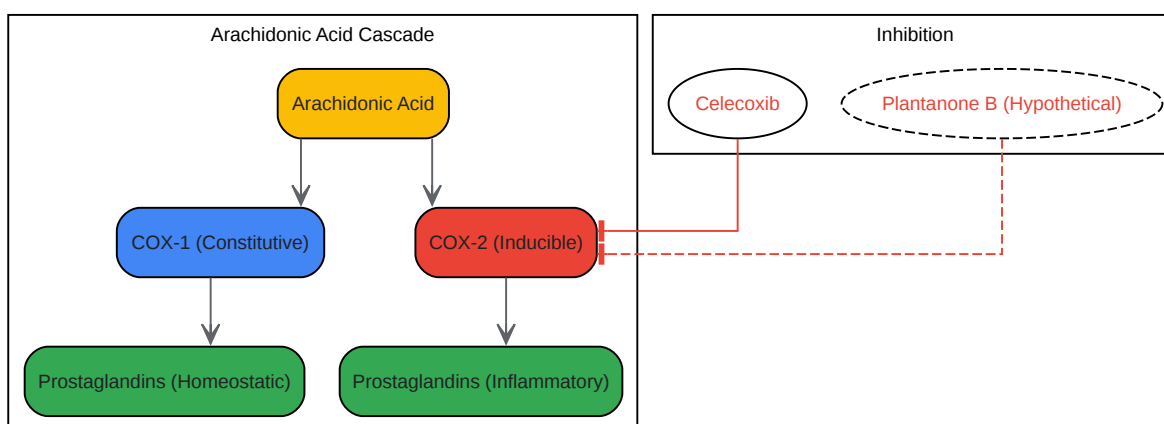 Arachidonic Acid Cascade
Inhibition
Arachidonic Acid
Celecoxib
Plantanone B (Hypothetical)
COX-1 (Constitutive)
COX-2 (Inducible)
Prostaglandins (Homeostatic)
Prostaglandins (Inflammatory)